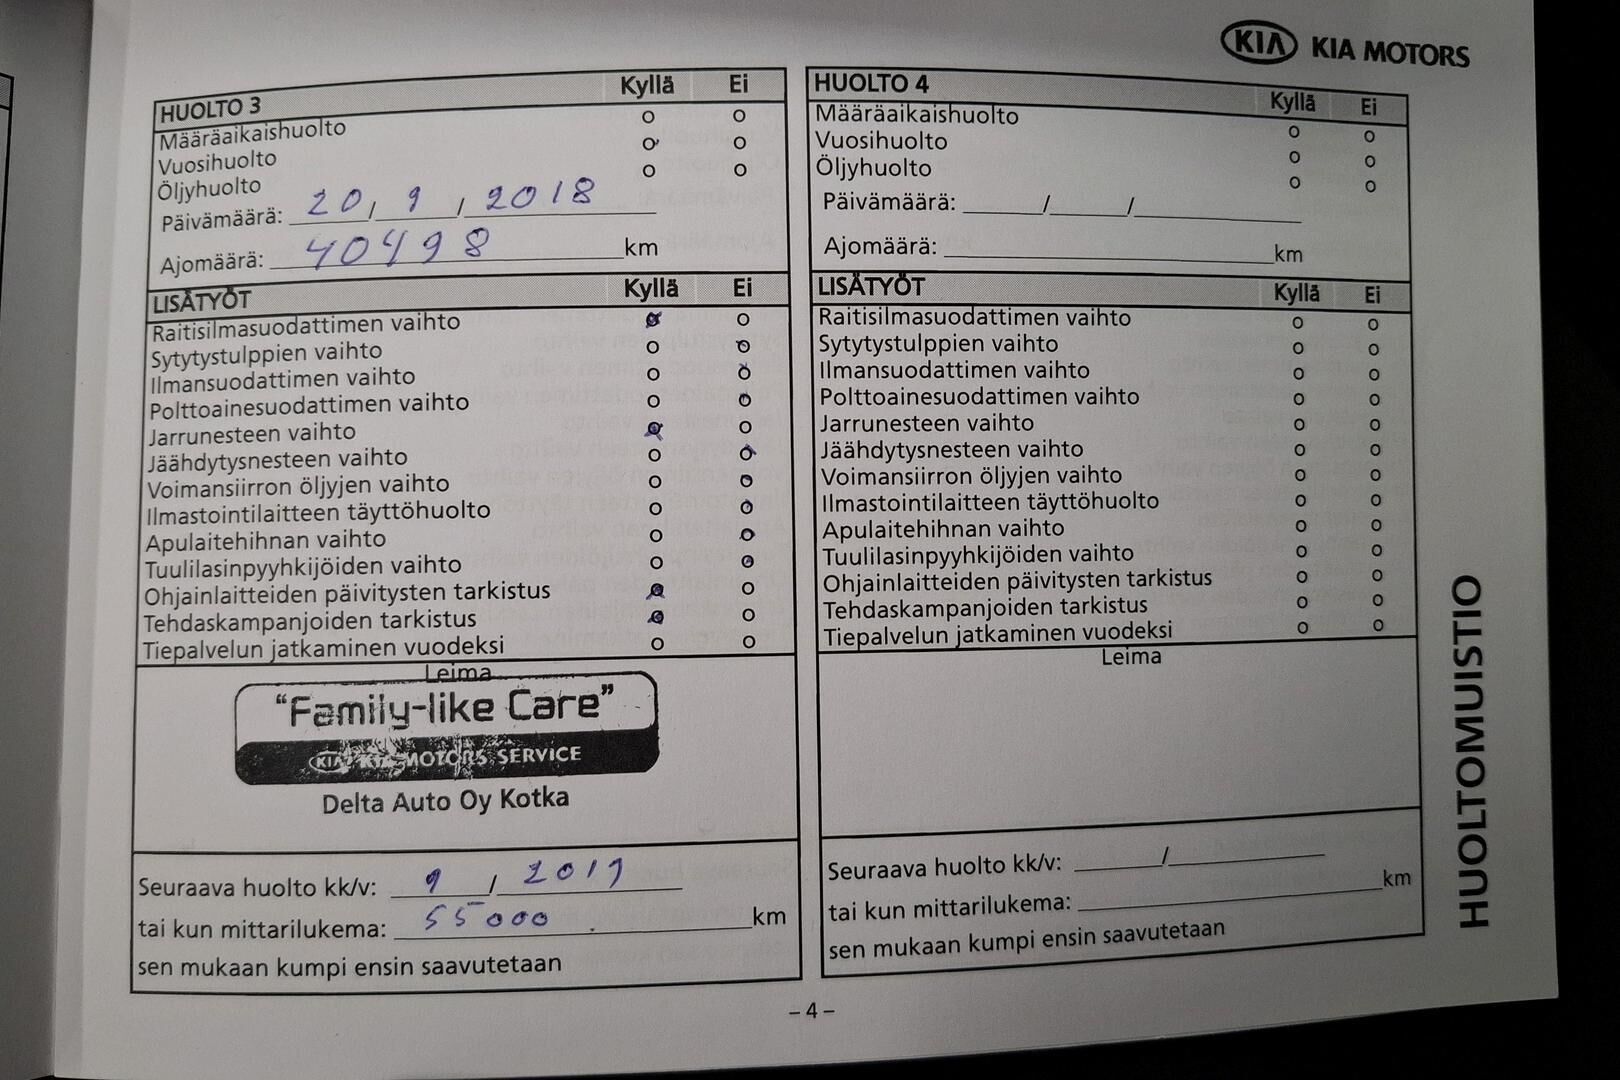 KIA KIA MOTORS
HUOLTO 3 Kyllä Ei
Määräaikaishuolto o o
Vuosihuolto o o
Öljyhuolto o o
Päivämäärä: 20 / 9 / 2018
Ajomäärä: 40498 km
LISÄTYÖT Kyllä Ei
Raitisilmasuodattimen vaihto o o
Sytytystulppien vaihto o o
Ilmansuodattimen vaihto o o
Polttoainesuodattimen vaihto o o
Jarrunesteen vaihto o o
Jäähdytysnesteen vaihto o o
Voimansiirron öljyjen vaihto o o
Ilmastointilaitteen täyttöhuolto o o
Apulaitehihnan vaihto o o
Tuulilasinpyyhkijöiden vaihto o o
Ohjainlaitteiden päivitysten tarkistus o o
Tehdaskampanjoiden tarkistus o o
Tiepalvelun jatkaminen vuodeksi o o
Leima
"Family-like Care"
KIA KIA MOTORS SERVICE
Delta Auto Oy Kotka
Seuraava huolto kk/v: 9 / 2019
tai kun mittarilukema: 55000 km
sen mukaan kumpi ensin saavutetaan
HUOLTO 4 Kyllä Ei
Määräaikaishuolto o o
Vuosihuolto o o
Öljyhuolto o o
Päivämäärä: / /
Ajomäärä: km
LISÄTYÖT Kyllä Ei
Raitisilmasuodattimen vaihto o o
Sytytystulppien vaihto o o
Ilmansuodattimen vaihto o o
Polttoainesuodattimen vaihto o o
Jarrunesteen vaihto o o
Jäähdytysnesteen vaihto o o
Voimansiirron öljyjen vaihto o o
Ilmastointilaitteen täyttöhuolto o o
Apulaitehihnan vaihto o o
Tuulilasinpyyhkijöiden vaihto o o
Ohjainlaitteiden päivitysten tarkistus o o
Tehdaskampanjoiden tarkistus o o
Tiepalvelun jatkaminen vuodeksi o o
Leima
Seuraava huolto kk/v: /
tai kun mittarilukema: km
sen mukaan kumpi ensin saavutetaan
HUOLTOMUISTIO
– 4 –